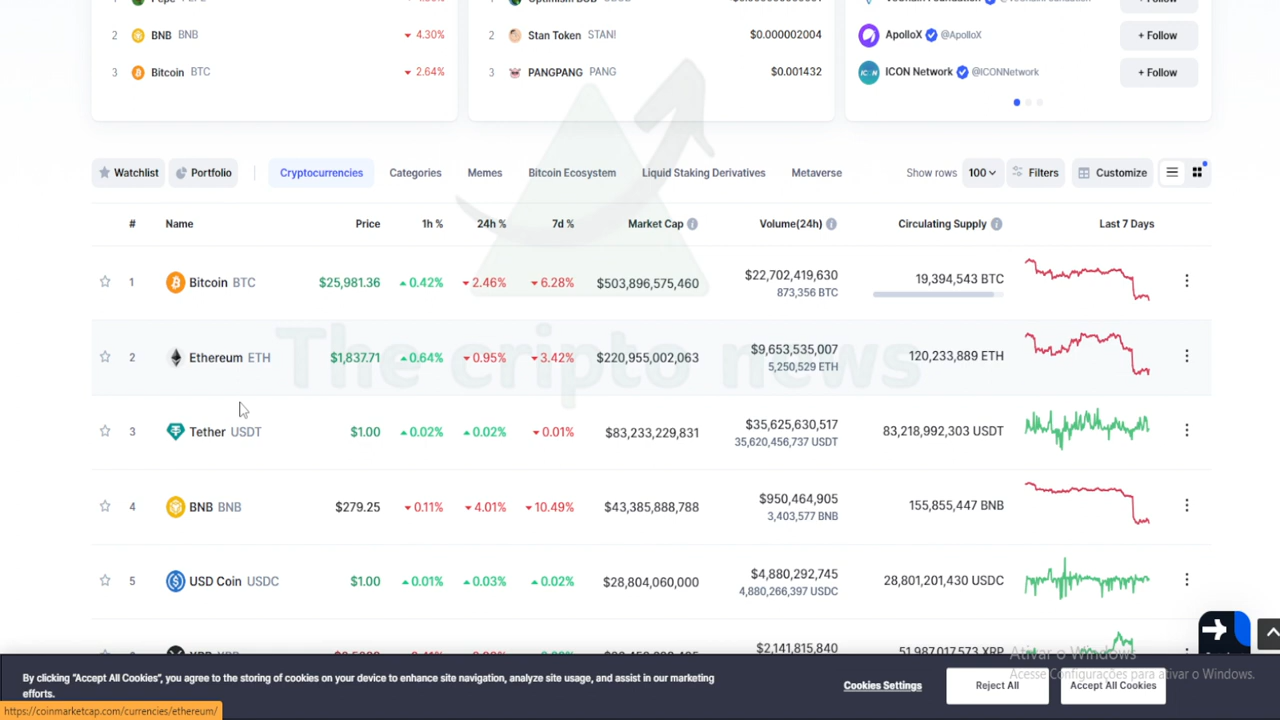 2 BNB BNB 4.30%
2 Stan Token STAN! $0.000002004
ApolloX @ApolloX + Follow
3 Bitcoin BTC 2.64%
3 PANGPANG PANG $0.001432
ICON Network @ICONNetwork + Follow
Watchlist Portfolio Cryptocurrencies Categories Memes Bitcoin Ecosystem Liquid Staking Derivatives Metaverse Show rows 100 Filters Customize
# Name Price 1h % 24h % 7d % Market Cap Volume(24h) Circulating Supply Last 7 Days
1 Bitcoin BTC $25,981.36 0.42% 2.46% 6.28% $503,896,575,460 $22,702,419,630 19,394,543 BTC
873,356 BTC
2 Ethereum ETH $1,837.71 0.64% 0.95% 3.42% $220,955,002,063 $9,653,535,007 120,233,889 ETH
5,250,529 ETH
The cripto news
3 Tether USDT $1.00 0.02% 0.02% 0.01% $83,233,229,831 $35,625,630,517 83,218,992,303 USDT
35,620,456,737 USDT
4 BNB BNB $279.25 0.11% 4.01% 10.49% $43,385,888,788 $950,464,905 155,855,447 BNB
3,403,577 BNB
5 USD Coin USDC $1.00 0.01% 0.03% 0.02% $28,804,060,000 $4,880,292,745 28,801,201,430 USDC
4,880,266,397 USDC
$2,141,815,840 51,987,017,573 XRP
Ativar o Windows
Acesse Configurações para ativar o Windows.
By clicking “Accept All Cookies”, you agree to the storing of cookies on your device to enhance site navigation, analyze site usage, and assist in our marketing
efforts.
Cookies Settings Reject All Accept All Cookies
https://coinmarketcap.com/currencies/ethereum/